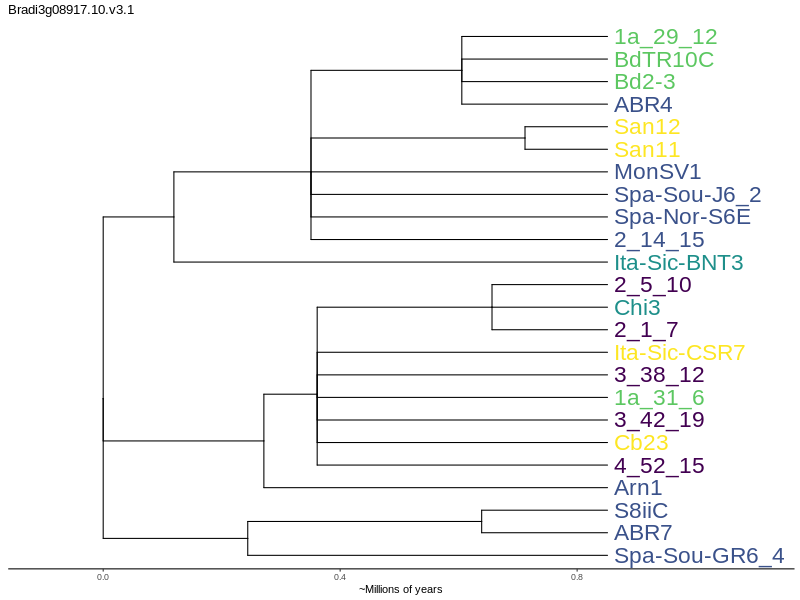 Bradi3g08917.10.v3.1
1a_29_12
BdTR10C
Bd2-3
ABR4
San12
San11
MonSV1
Spa-Sou-J6_2
Spa-Nor-S6E
2_14_15
Ita-Sic-BNT3
2_5_10
Chi3
2_1_7
Ita-Sic-CSR7
3_38_12
1a_31_6
3_42_19
Cb23
4_52_15
Arn1
S8iiC
ABR7
Spa-Sou-GR6_4
0.0 0.4 0.8
~Millions of years